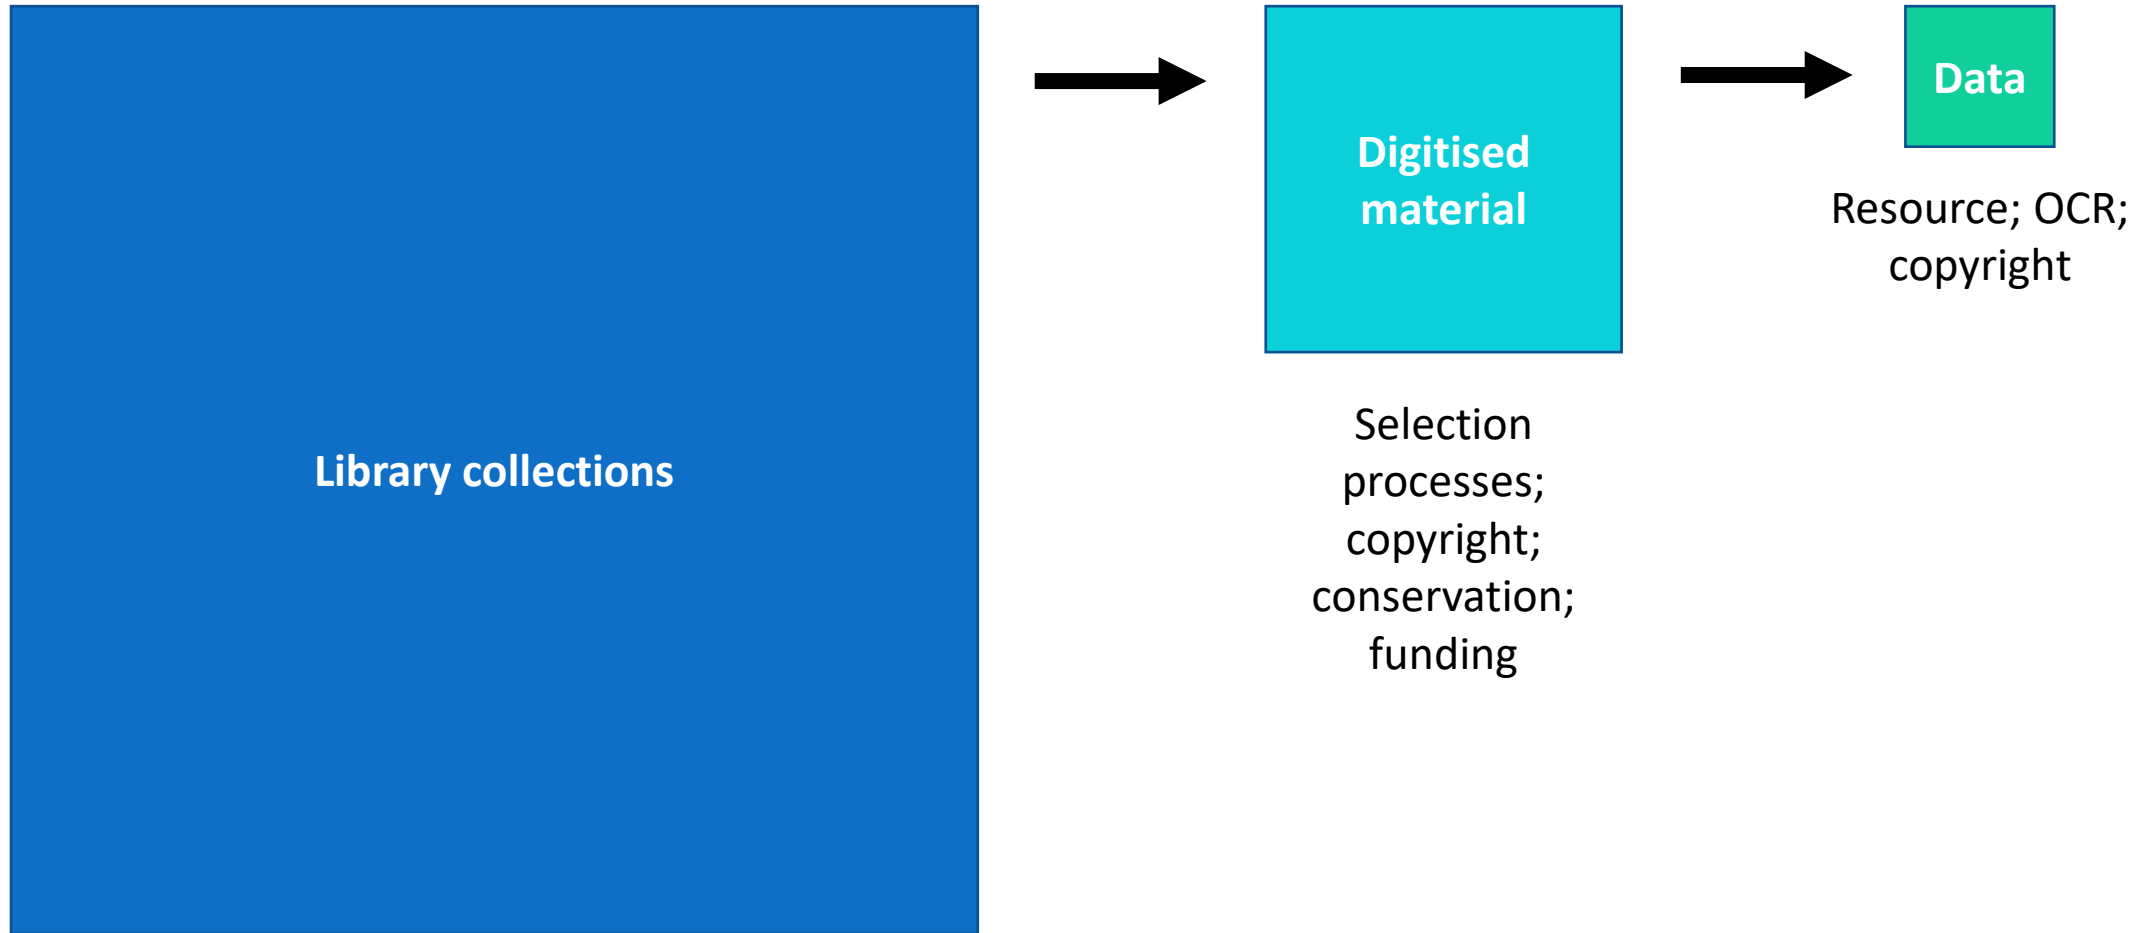 Library collections
Digitised
material
Selection
processes;
copyright;
conservation;
funding
Data
Resource; OCR;
copyright